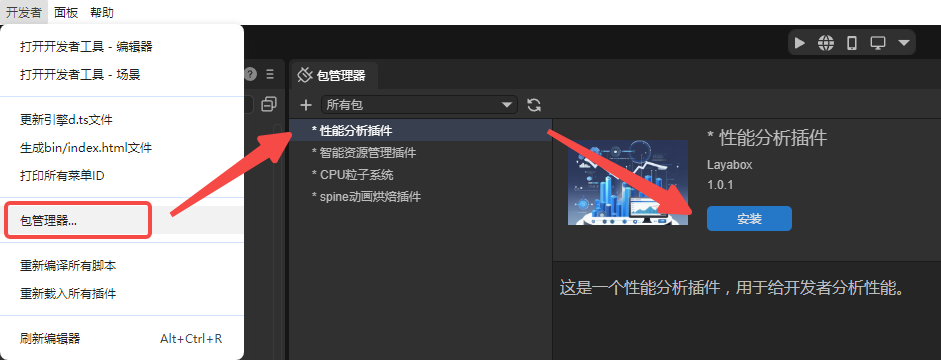 开发者 面板 帮助
打开开发者工具 - 编辑器
打开开发者工具 - 场景
更新引擎d.ts文件
生成bin/index.html文件
打印所有菜单ID
包管理器...
重新编译所有脚本
重新载入所有插件
刷新编辑器 Alt+Ctrl+R
包管理器
所有包
* 性能分析插件
* 智能资源管理插件
* CPU粒子系统
* spine动画烘焙插件
* 性能分析插件
Layabox
1.0.1
安装
这是一个性能分析插件，用于给开发者分析性能。